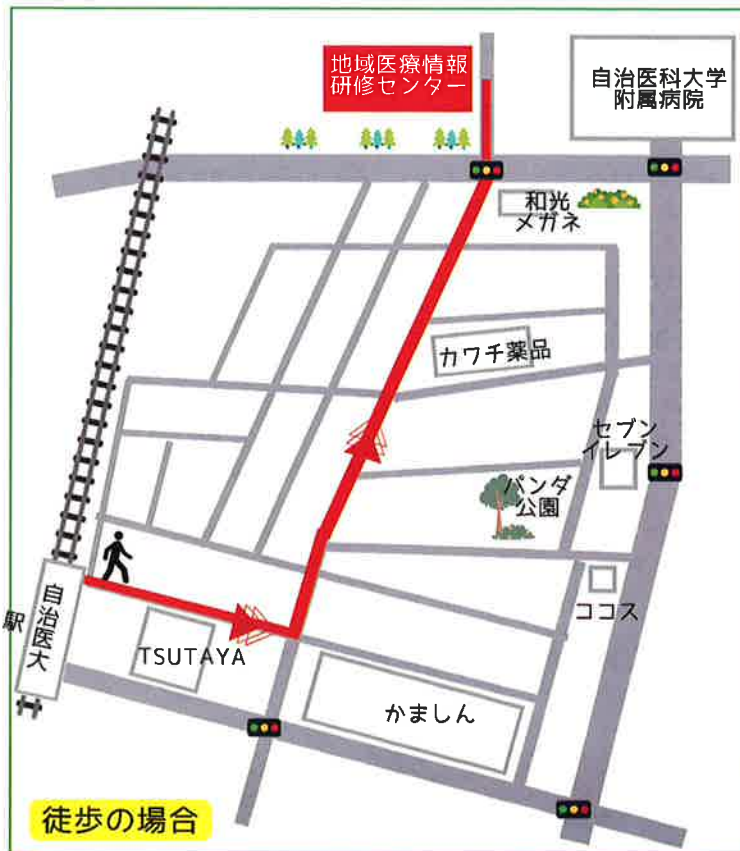 地域医療情報
研修センター
自治医科大学
附属病院
和光
メガネ
カワチ薬品
セブン
イレブン
パンダ
公園
ココス
自治医大
駅
TSUTAYA
かましん
徒歩の場合